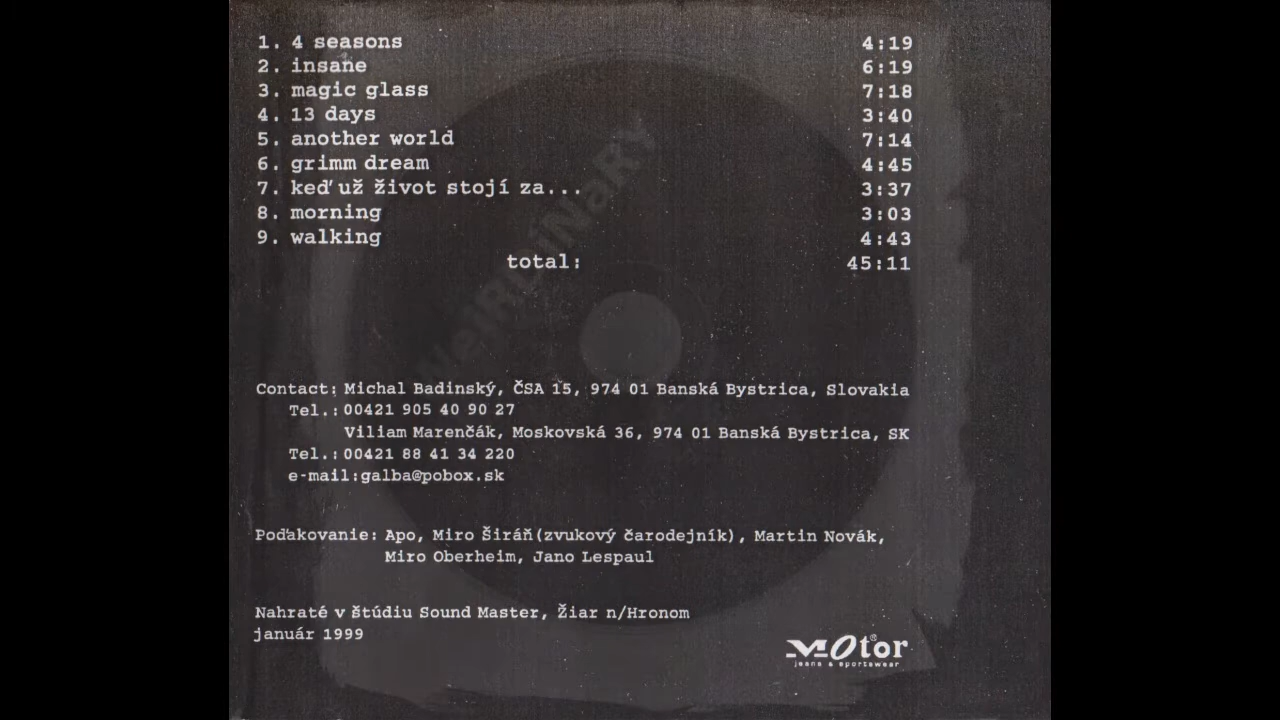 1. 4 seasons 4:19
2. insane 6:19
3. magic glass 7:18
4. 13 days 3:40
5. another world 7:14
6. grimm dream 4:45
7. keď už život stojí za... 3:37
8. morning 3:03
9. walking 4:43
total: 45:11
Contact: Michal Badinský, ČSA 15, 974 01 Banská Bystrica, Slovakia
Tel.: 00421 905 40 90 27
Viliam Marenčák, Moskovská 36, 974 01 Banská Bystrica, SK
Tel.: 00421 88 41 34 220
e-mail:galba@pobox.sk
Poďakovanie: Apo, Miro Širáň(zvukový čarodejník), Martin Novák,
Miro Oberheim, Jano Lespaul
Nahraté v štúdiu Sound Master, Žiar n/Hronom
január 1999
MOtor®
jeans & sportswear